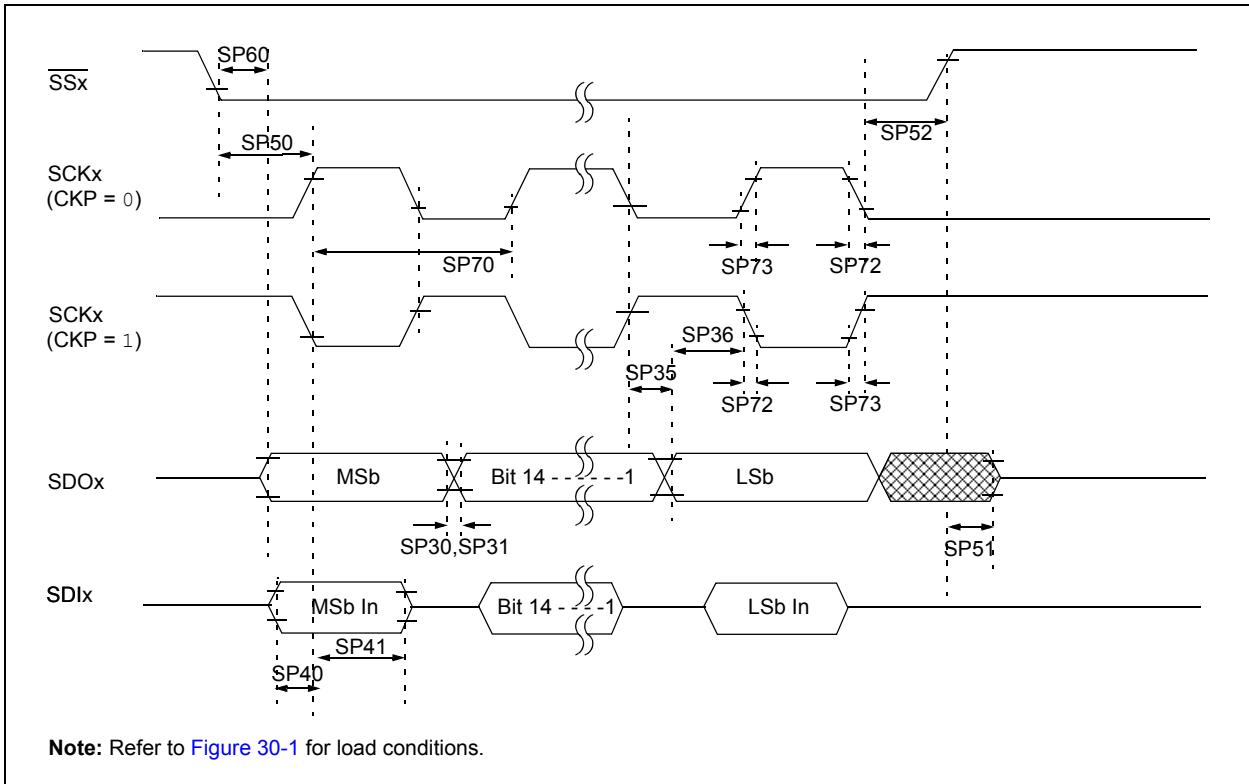 SP60
SSx
SP52
SP50
SCKx
(CKP = 0)
SP70
SP73
SP72
SCKx
(CKP = 1)
SP36
SP35
SP72
SP73
SDOx
MSb
Bit 14 - - - - - -1
LSb
SP30,SP31
SP51
SDIx
MSb In
Bit 14 - - - -1
LSb In
SP41
SP40
Note: Refer to Figure 30-1 for load conditions.